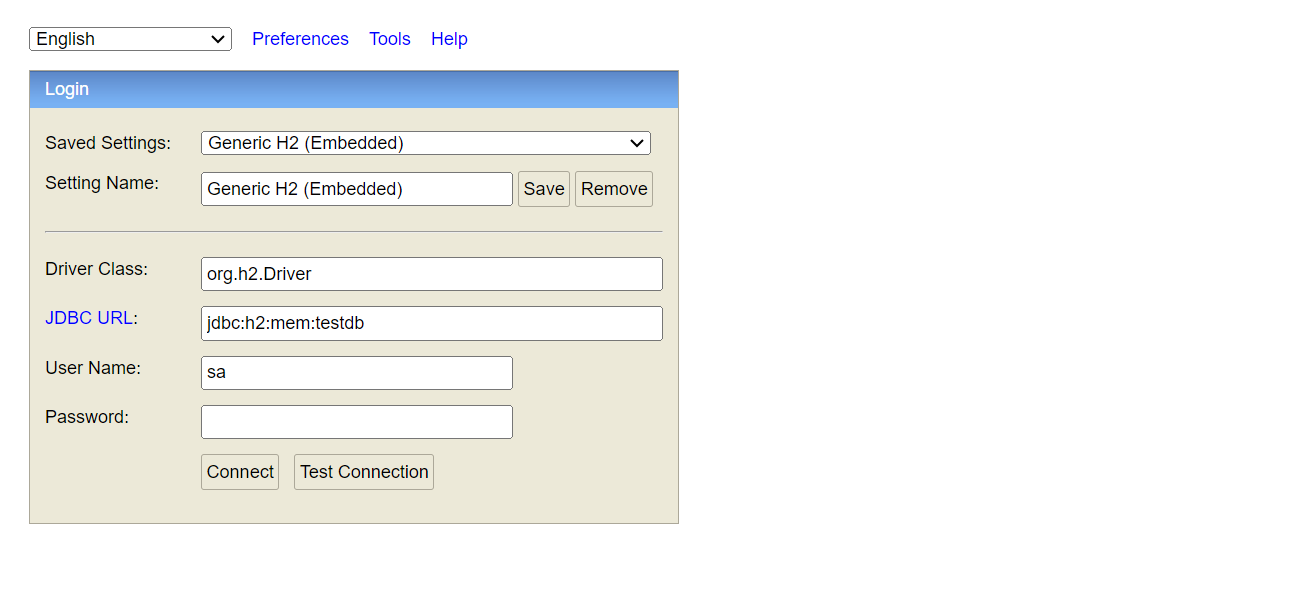 English Preferences Tools Help
Login
Saved Settings: Generic H2 (Embedded)
Setting Name: Generic H2 (Embedded) Save Remove
Driver Class: org.h2.Driver
JDBC URL: jdbc:h2:mem:testdb
User Name: sa
Password:
Connect Test Connection